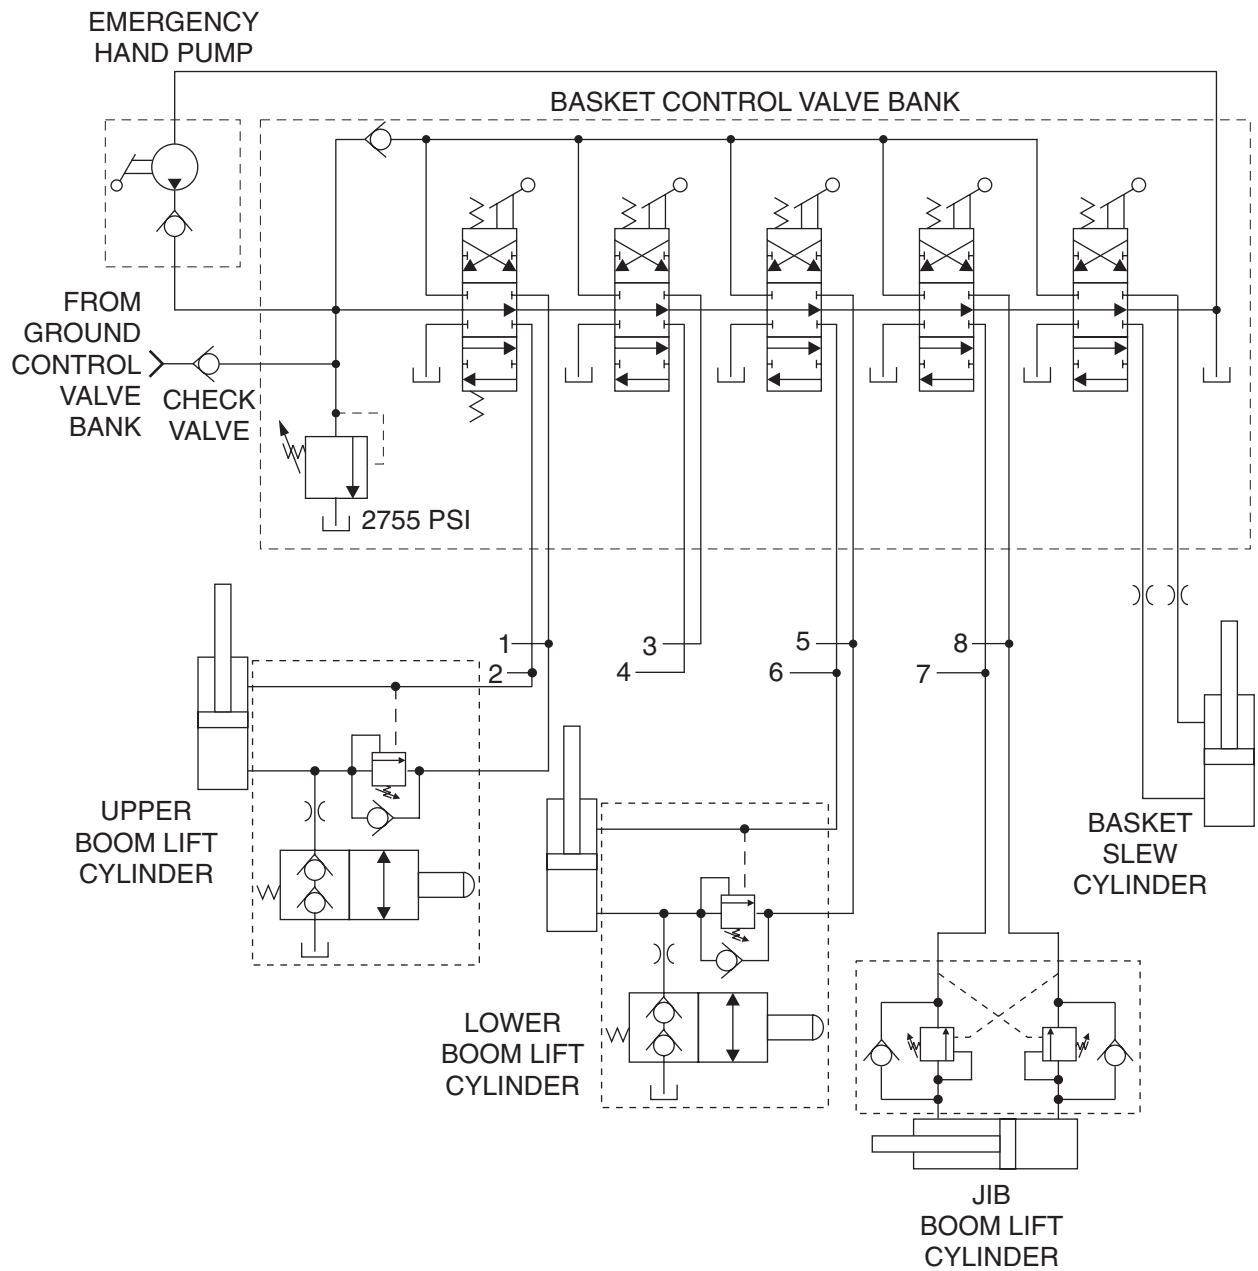 EMERGENCY
HAND PUMP
BASKET CONTROL VALVE BANK
FROM
GROUND
CONTROL
VALVE
BANK
CHECK
VALVE
2755 PSI
1
2
3
4
5
6
8
7
UPPER
BOOM LIFT
CYLINDER
LOWER
BOOM LIFT
CYLINDER
BASKET
SLEW
CYLINDER
JIB
BOOM LIFT
CYLINDER